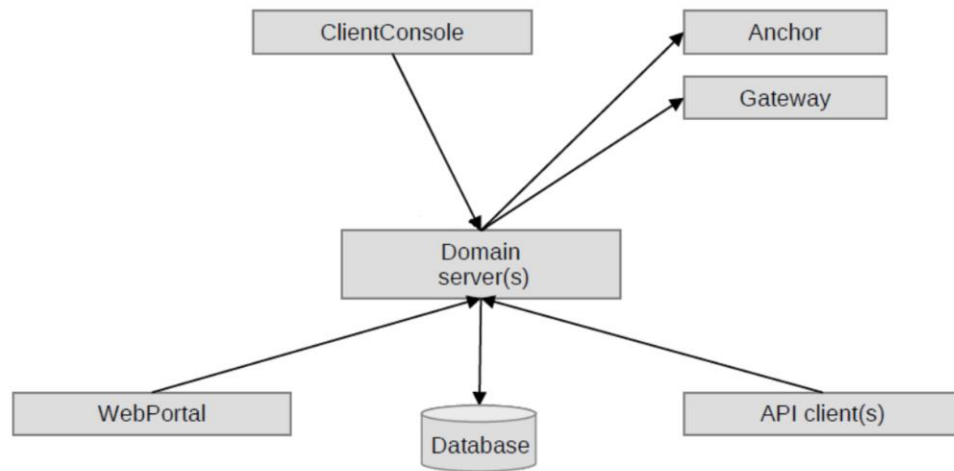 ClientConsole
Anchor
Gateway
Domain
server(s)
WebPortal
Database
API client(s)